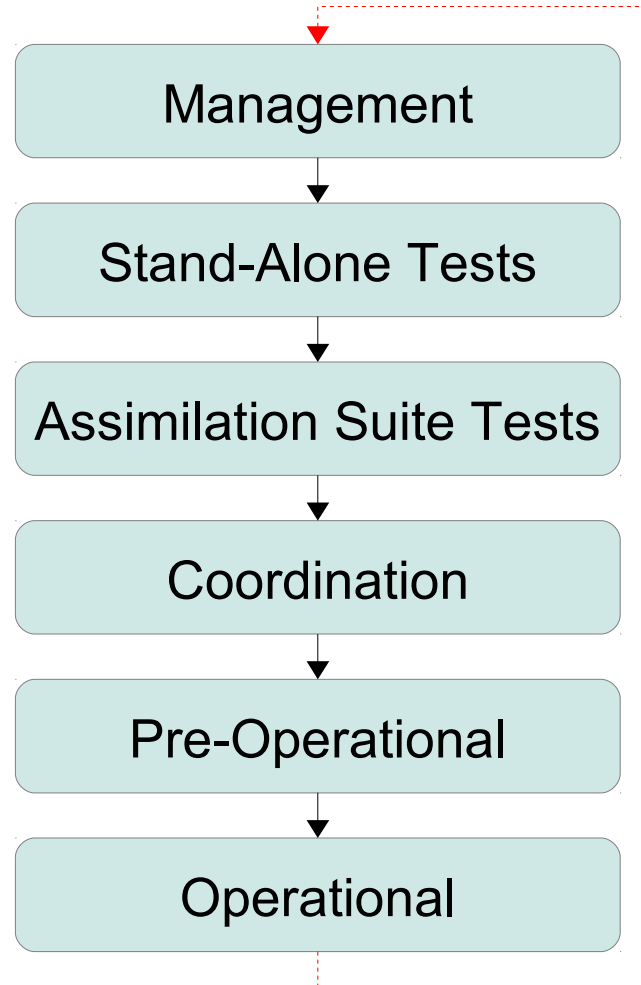 Management
Stand-Alone Tests
Assimilation Suite Tests
Coordination
Pre-Operational
Operational